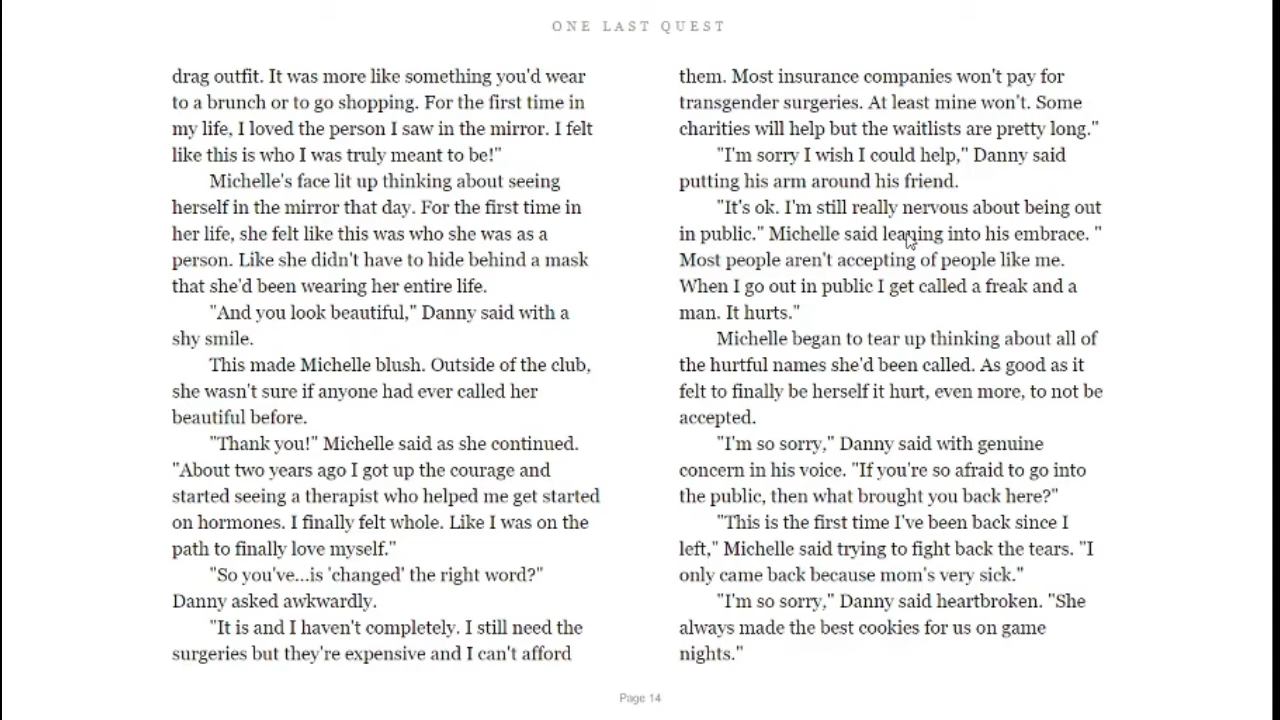 ONE LAST QUEST
drag outfit. It was more like something you'd wear
to a brunch or to go shopping. For the first time in
my life, I loved the person I saw in the mirror. I felt
like this is who I was truly meant to be!"
Michelle's face lit up thinking about seeing
herself in the mirror that day. For the first time in
her life, she felt like this was who she was as a
person. Like she didn't have to hide behind a mask
that she'd been wearing her entire life.
"And you look beautiful," Danny said with a
shy smile.
This made Michelle blush. Outside of the club,
she wasn't sure if anyone had ever called her
beautiful before.
"Thank you!" Michelle said as she continued.
"About two years ago I got up the courage and
started seeing a therapist who helped me get started
on hormones. I finally felt whole. Like I was on the
path to finally love myself."
"So you've...is 'changed' the right word?"
Danny asked awkwardly.
"It is and I haven't completely. I still need the
surgeries but they're expensive and I can't afford
them. Most insurance companies won't pay for
transgender surgeries. At least mine won't. Some
charities will help but the waitlists are pretty long."
"I'm sorry I wish I could help," Danny said
putting his arm around his friend.
"It's ok. I'm still really nervous about being out
in public." Michelle said leaning into his embrace. "
Most people aren't accepting of people like me.
When I go out in public I get called a freak and a
man. It hurts."
Michelle began to tear up thinking about all of
the hurtful names she'd been called. As good as it
felt to finally be herself it hurt, even more, to not be
accepted.
"I'm so sorry," Danny said with genuine
concern in his voice. "If you're so afraid to go into
the public, then what brought you back here?"
"This is the first time I've been back since I
left," Michelle said trying to fight back the tears. "I
only came back because mom's very sick."
"I'm so sorry," Danny said heartbroken. "She
always made the best cookies for us on game
nights."
Page 14